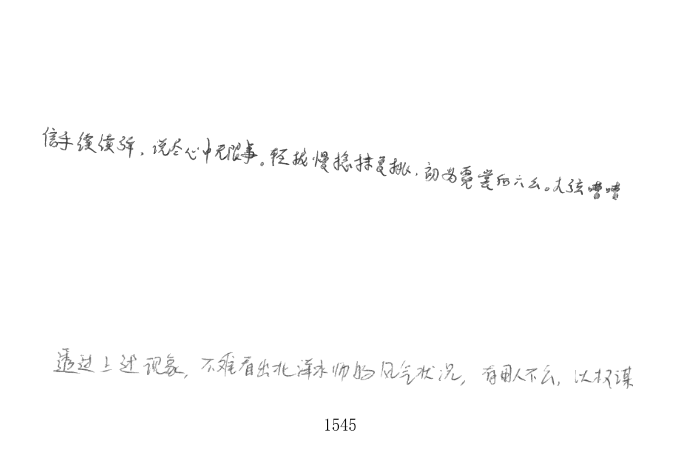 信手续续弹，说尽心中无限事。轻拢慢捻抹复挑，初为霓裳后六幺。大弦嘈嘈
透过上述现象，不难看出北洋水师的风气状况，有用人不公，以权谋
1545